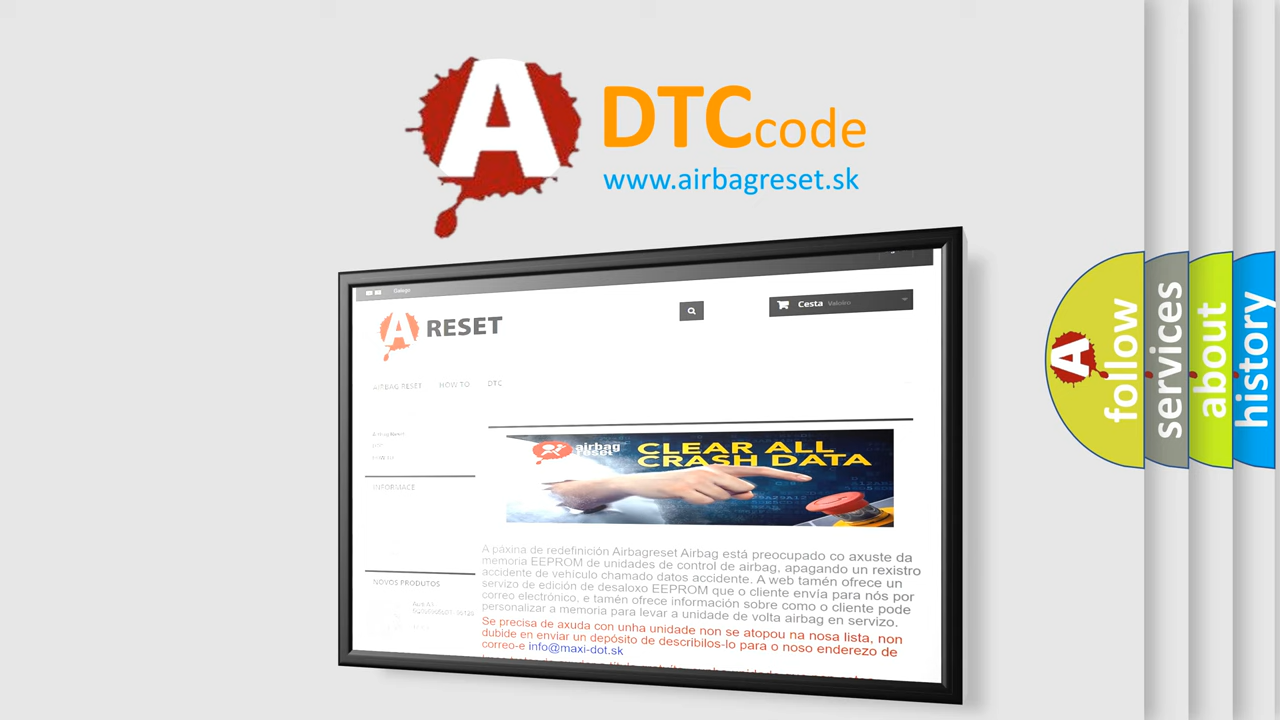 A
DTCcode
www.airbagreset.sk
Galego
A RESET
Cesta Valeiro
AIRBAG RESET HOW TO DTC
Airbag Reset
INFORMACE
airbag
reset
CLEAR ALL
CRASH DATA
A páxina de redefinición Airbagreset Airbag está preocupado co axuste da
memoria EEPROM de unidades de control de airbag, apagando un rexistro
accidente de vehículo chamado datos accidente. A web tamén ofrece un
servizo de edición de desaloxo EEPROM que o cliente envía para nós por
correo electrónico, e tamén ofrece información sobre como o cliente pode
personalizar a memoria para levar a unidade de volta airbag en servizo.
Se precisa de axuda con unha unidade non se atopou na nosa lista, non
dubide en enviar un depósito de describilos-lo para o noso enderezo de
correo-e info@maxi-dot.sk
NOVOS PRODUTOS
A
follow
services
about
history